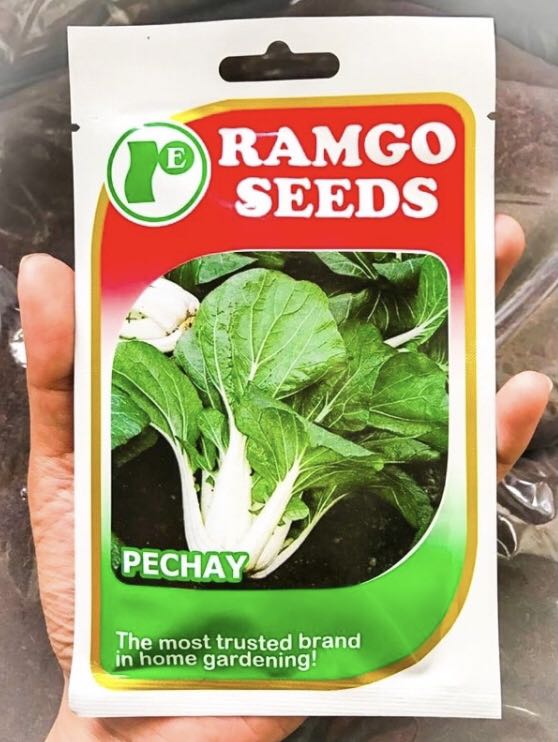 E
RAMGO
SEEDS
PECHAY
The most trusted brand
in home gardening!